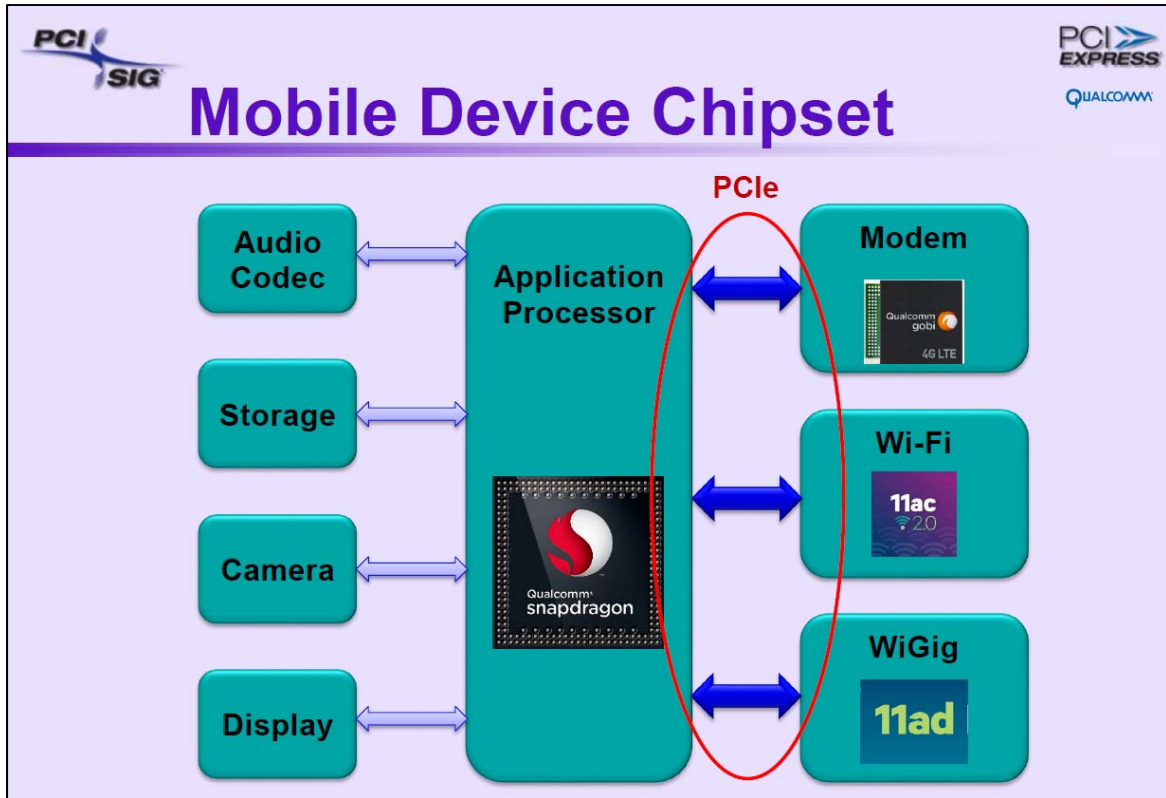 PCI
SIG
PCI
EXPRESS
QUALCOMM
Mobile Device Chipset
PCIe
Audio
Codec
Storage
Camera
Display
Application
Processor
Qualcomm
snapdragon
Modem
Qualcomm
gobi
4G LTE
Wi-Fi
11ac
2.0
WiGig
11ad